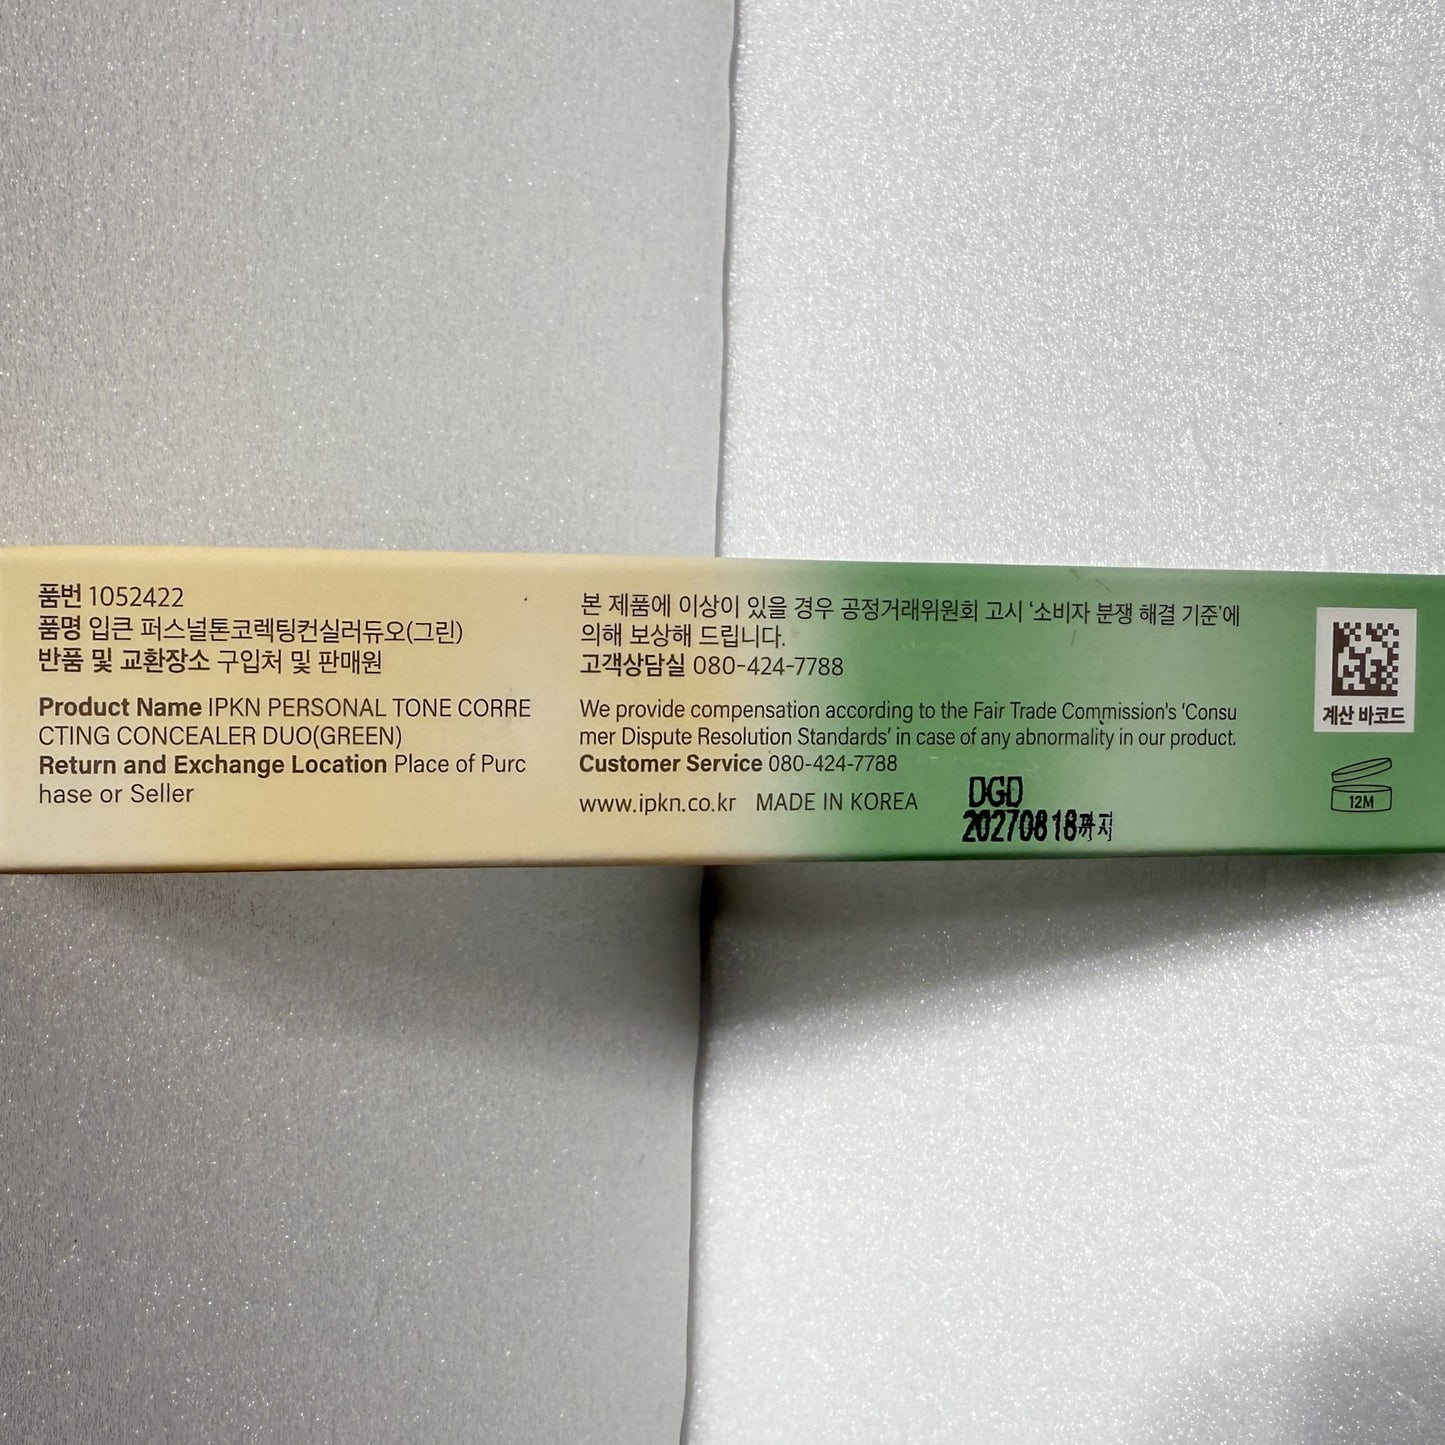 품번 1052422
품명 입큰 퍼스널톤코렉팅컨실러듀오(그린)
반품 및 교환장소 구입처 및 판매원
Product Name IPKN PERSONAL TONE CORRE
CTING CONCEALER DUO(GREEN)
Return and Exchange Location Place of Purc
hase or Seller
본 제품에 이상이 있을 경우 공정거래위원회 고시 '소비자 분쟁 해결 기준'에
의해 보상해 드립니다.
고객상담실 080-424-7788
We provide compensation according to the Fair Trade Commission's 'Consu
mer Dispute Resolution Standards' in case of any abnormality in our product.
Customer Service 080-424-7788
www.ipkn.co.kr MADE IN KOREA
DGD
20270818까지
계산 바코드
12M